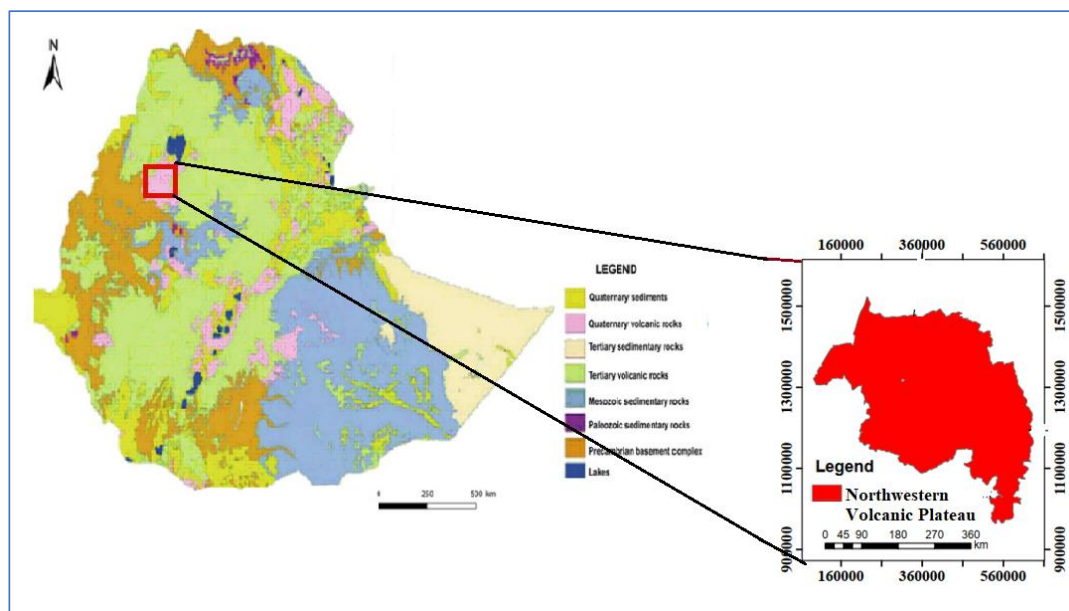 N
LEGEND
Quaternary sediments
Quaternary volcanic rocks
Tertiary sedimentary rocks
Tertiary volcanic rocks
Mesozoic sedimentary rocks
Paleozoic sedimentary rocks
Precambrian basement complex
Lakes
0 250 500 km
160000 360000 560000
1500000 1500000
1300000 1300000
1100000 1100000
900000 900000
Legend
Northwestern
Volcanic Plateau
0 45 90 180 270 360
km
160000 360000 560000